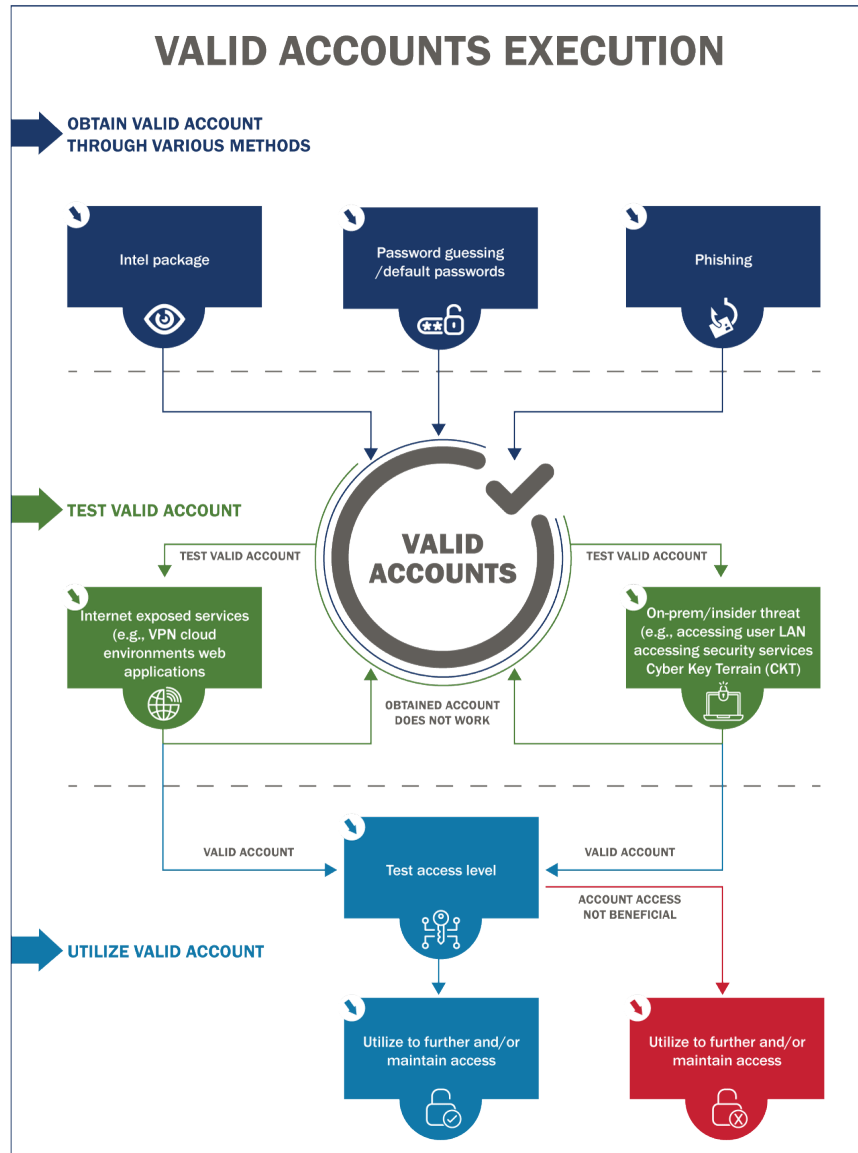 VALID ACCOUNTS EXECUTION
OBTAIN VALID ACCOUNT
THROUGH VARIOUS METHODS
Intel package
Password guessing
/default passwords
Phishing
**
TEST VALID ACCOUNT
VALID
ACCOUNTS
TEST VALID ACCOUNT
TEST VALID ACCOUNT
Internet exposed services
(e.g., VPN cloud
environments web
applications
On-prem/insider threat
(e.g., accessing user LAN
accessing security services
Cyber Key Terrain (CKT)
OBTAINED ACCOUNT
DOES NOT WORK
VALID ACCOUNT
Test access level
VALID ACCOUNT
ACCOUNT ACCESS
NOT BENEFICIAL
UTILIZE VALID ACCOUNT
Utilize to further and/or
maintain access
Utilize to further and/or
maintain access